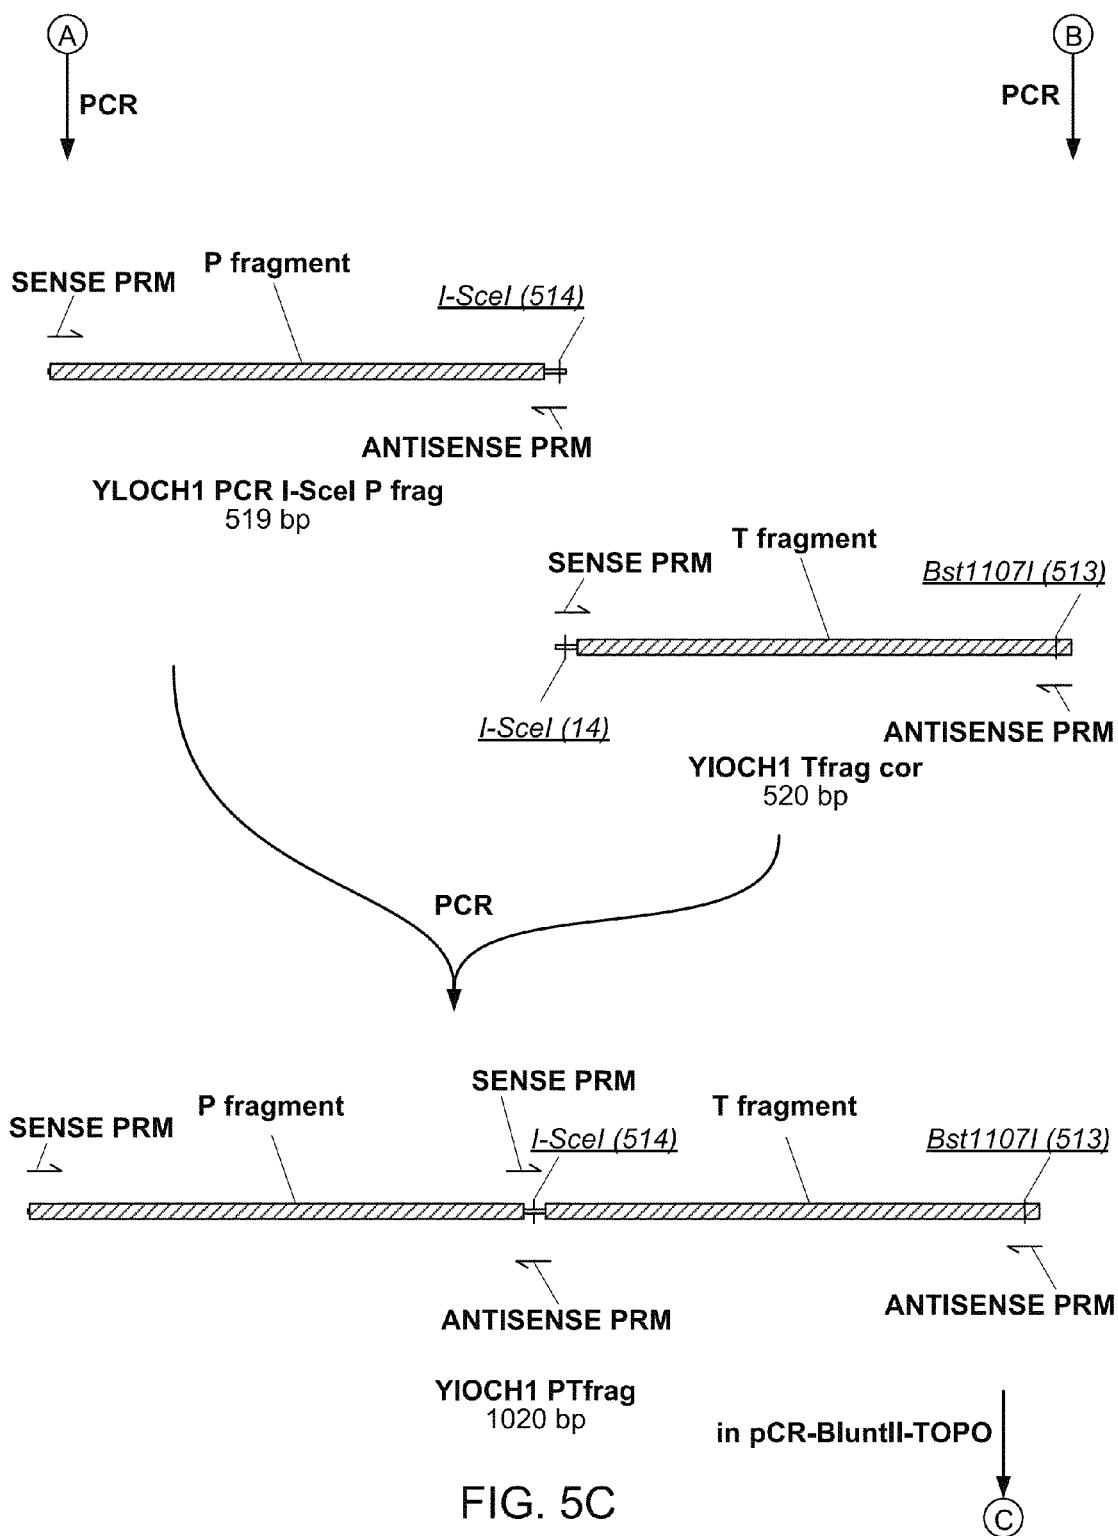 A
B
PCR
PCR
P fragment
SENSE PRM
I-SceI (514)
ANTISENSE PRM
YLOCH1 PCR I-SceI P frag
519 bp
T fragment
SENSE PRM
Bst1107I (513)
I-SceI (14)
ANTISENSE PRM
YIOCH1 Tfrag cor
520 bp
PCR
SENSE PRM
P fragment
T fragment
SENSE PRM
I-SceI (514)
Bst1107I (513)
ANTISENSE PRM
ANTISENSE PRM
YIOCH1 PTfrag
1020 bp
in pCR-BluntII-TOPO
FIG. 5C
C